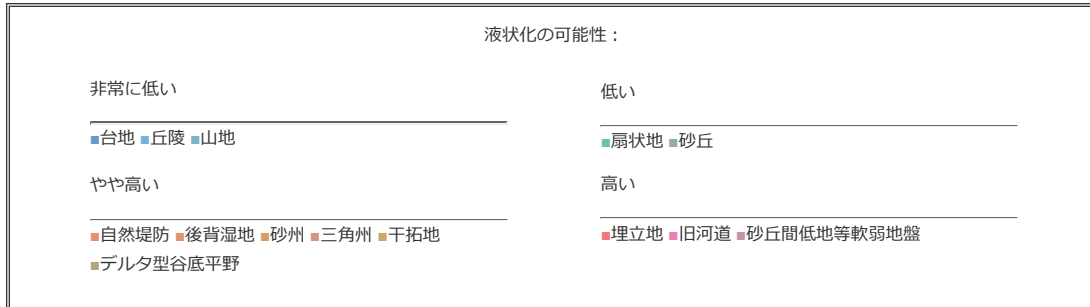 液状化の可能性：
非常に低い
■台地 ■丘陵 ■山地
低い
■扇状地 ■砂丘
やや高い
■自然堤防 ■後背湿地 ■砂州 ■三角州 ■干拓地
■デルタ型谷底平野
高い
■埋立地 ■旧河道 ■砂丘間低地等軟弱地盤